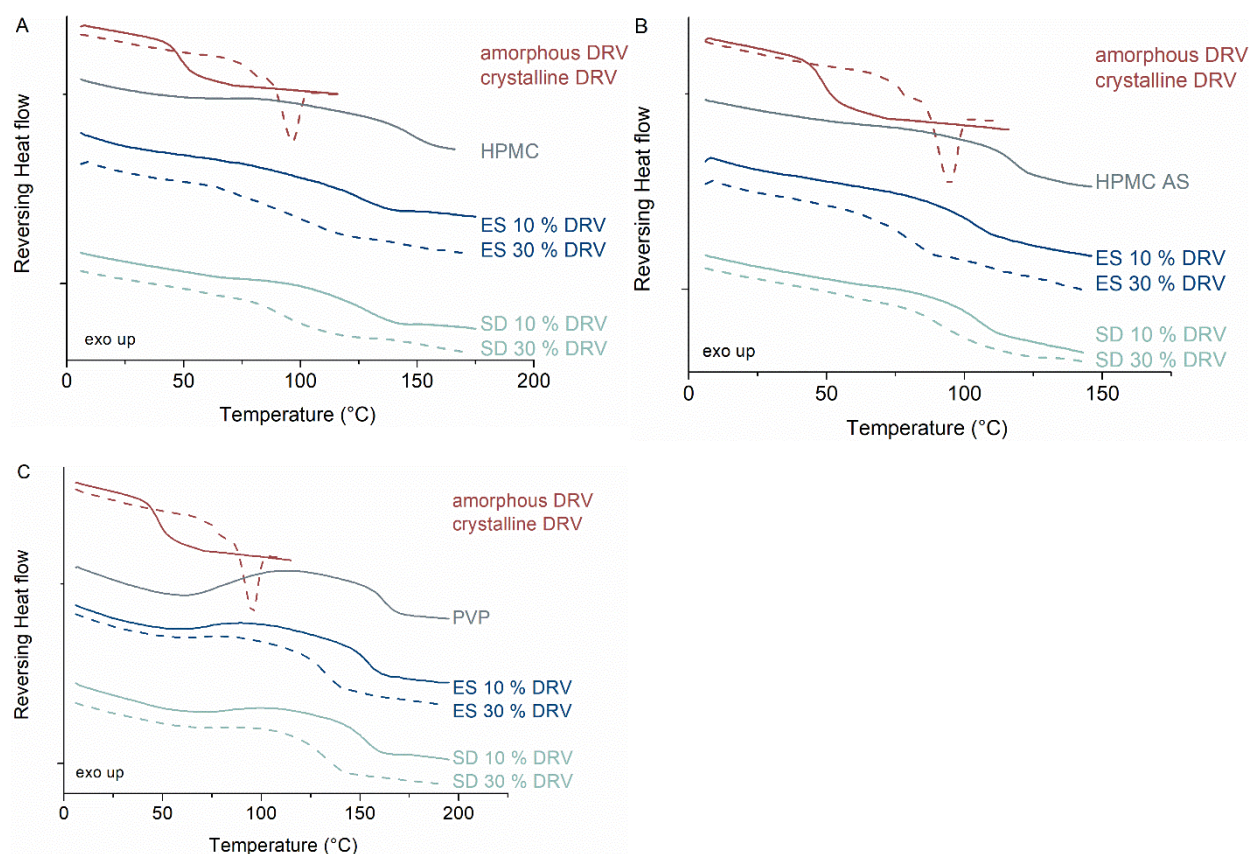 A
amorphous DRV
crystalline DRV
HPMC
ES 10 % DRV
ES 30 % DRV
SD 10 % DRV
SD 30 % DRV
exo up
Reversing Heat flow
0
50
100
150
200
Temperature (°C)
B
amorphous DRV
crystalline DRV
HPMC AS
ES 10 % DRV
ES 30 % DRV
SD 10 % DRV
SD 30 % DRV
exo up
Reversing Heat flow
0
50
100
150
Temperature (°C)
C
amorphous DRV
crystalline DRV
PVP
ES 10 % DRV
ES 30 % DRV
SD 10 % DRV
SD 30 % DRV
exo up
Reversing Heat flow
0
50
100
150
200
Temperature (°C)